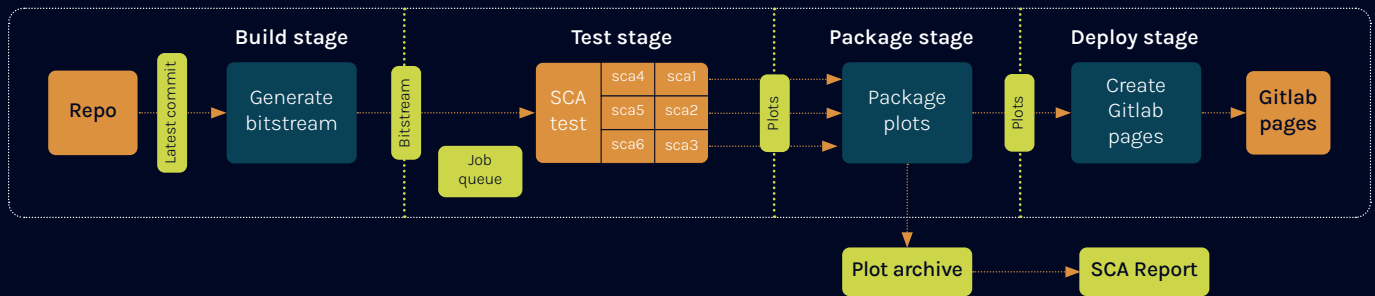 Build stage
Test stage
Package stage
Deploy stage
Repo
Latest commit
Generate
bitstream
Bitstream
Job
queue
SCA
test
sca4
sca1
sca5
sca2
sca6
sca3
Plots
Package
plots
Plots
Create
Gitlab
pages
Gitlab
pages
Plot archive
SCA Report